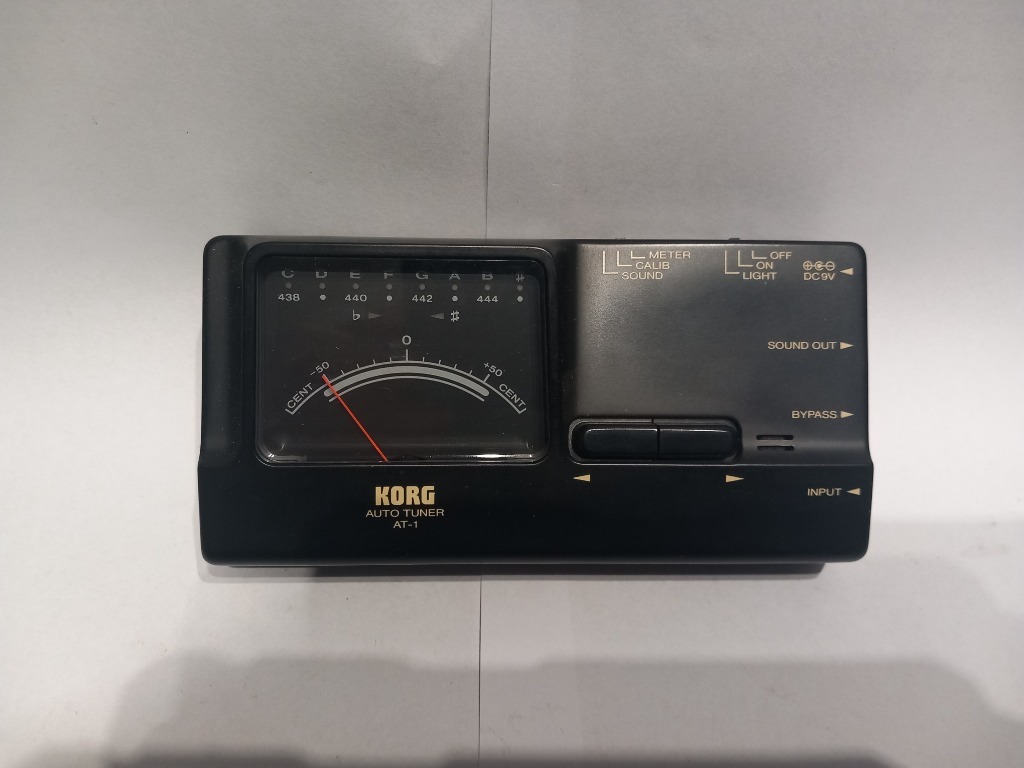 C D E F G A B #
438 440 442 444
♭ ♯
0
-50 +50
CENT CENT
KORG
AUTO TUNER
AT-1
METER
CALIB
SOUND
OFF
ON
LIGHT
DC9V
SOUND OUT
BYPASS
INPUT